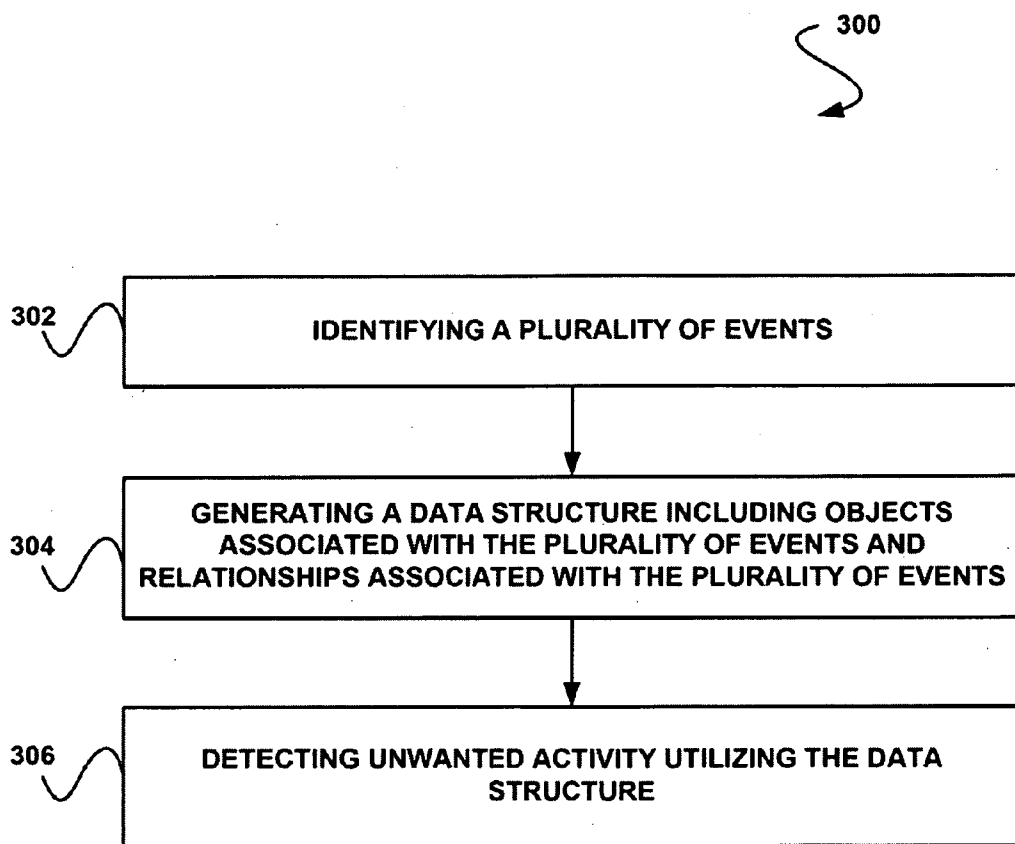 300
302
IDENTIFYING A PLURALITY OF EVENTS
304
GENERATING A DATA STRUCTURE INCLUDING OBJECTS
ASSOCIATED WITH THE PLURALITY OF EVENTS AND
RELATIONSHIPS ASSOCIATED WITH THE PLURALITY OF EVENTS
306
DETECTING UNWANTED ACTIVITY UTILIZING THE DATA
STRUCTURE